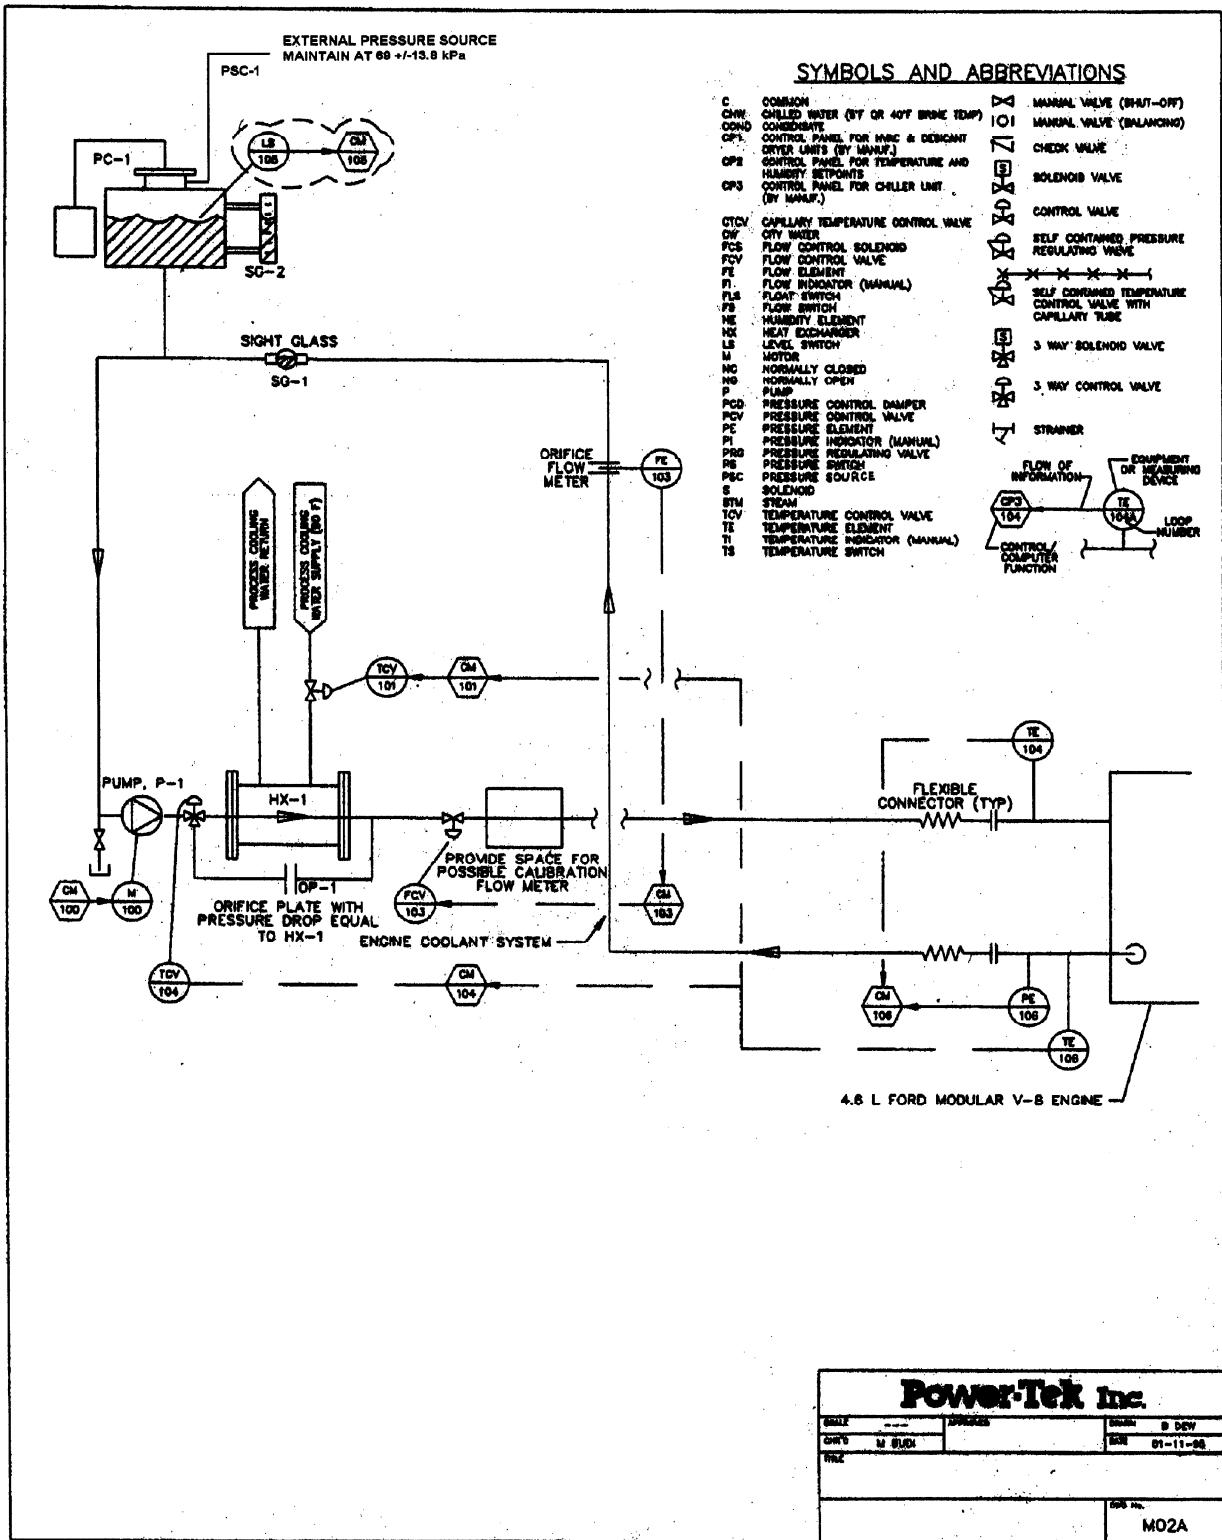 EXTERNAL PRESSURE SOURCE
MAINTAIN AT 69 +/-13.8 kPa
PSC-1
PC-1
LS
105
CM
105
SG-2
SIGHT GLASS
SG-1
SYMBOLS AND ABBREVIATIONS
C COMMON
CHW CHILLED WATER (5°F OR 40°F BRINE TEMP)
COND CONDENSATE
CP1 CONTROL PANEL FOR HVAC & DESICANT
DRYER UNITS (BY MANUF.)
CP2 CONTROL PANEL FOR TEMPERATURE AND
HUMIDITY SETPOINTS
CP3 CONTROL PANEL FOR CHILLER UNIT
(BY MANUF.)
CTCV CAPILLARY TEMPERATURE CONTROL VALVE
CW CITY WATER
FCS FLOW CONTROL SOLENOID
FCV FLOW CONTROL VALVE
FE FLOW ELEMENT
FI FLOW INDICATOR (MANUAL)
FLS FLOAT SWITCH
FS FLOW SWITCH
HE HUMIDITY ELEMENT
HX HEAT EXCHANGER
LS LEVEL SWITCH
M MOTOR
NC NORMALLY CLOSED
NO NORMALLY OPEN
P PUMP
PCD PRESSURE CONTROL DAMPER
PCV PRESSURE CONTROL VALVE
PE PRESSURE ELEMENT
PI PRESSURE INDICATOR (MANUAL)
PRG PRESSURE REGULATING VALVE
PS PRESSURE SWITCH
PSC PRESSURE SOURCE
S SOLENOID
STM STEAM
TCV TEMPERATURE CONTROL VALVE
TE TEMPERATURE ELEMENT
TI TEMPERATURE INDICATOR (MANUAL)
TS TEMPERATURE SWITCH
MANUAL VALVE (SHUT-OFF)
MANUAL VALVE (BALANCING)
CHECK VALVE
S
SOLENOID VALVE
CONTROL VALVE
SELF CONTAINED PRESSURE
REGULATING VALVE
SELF CONTAINED TEMPERATURE
CONTROL VALVE WITH
CAPILLARY TUBE
S
3 WAY SOLENOID VALVE
3 WAY CONTROL VALVE
STRAINER
FLOW OF
INFORMATION
EQUIPMENT
OR MEASURING
DEVICE
CP3
104
TE
104A
LOOP
NUMBER
CONTROL/
COMPUTER
FUNCTION
ORIFICE
FLOW
METER
FE
103
PROCESS COOLING
WATER RETURN
PROCESS COOLING
WATER SUPPLY
TCV
101
CM
101
PUMP, P-1
HX-1
TE
104
FLEXIBLE
CONNECTOR (TYP)
PROVIDE SPACE FOR
POSSIBLE CALIBRATION
FLOW METER
OP-1
ORIFICE PLATE WITH
PRESSURE DROP EQUAL
TO HX-1
CM
100
M
100
FCV
103
CM
103
ENGINE COOLANT SYSTEM
TCV
104
CM
104
CM
106
PE
106
TE
106
4.6 L FORD MODULAR V-8 ENGINE
Power-Tek Inc.
SCALE ---
APPROVED
DRAWN B DEW
CHK'D
DATE
TITLE
DWG No.
M02A